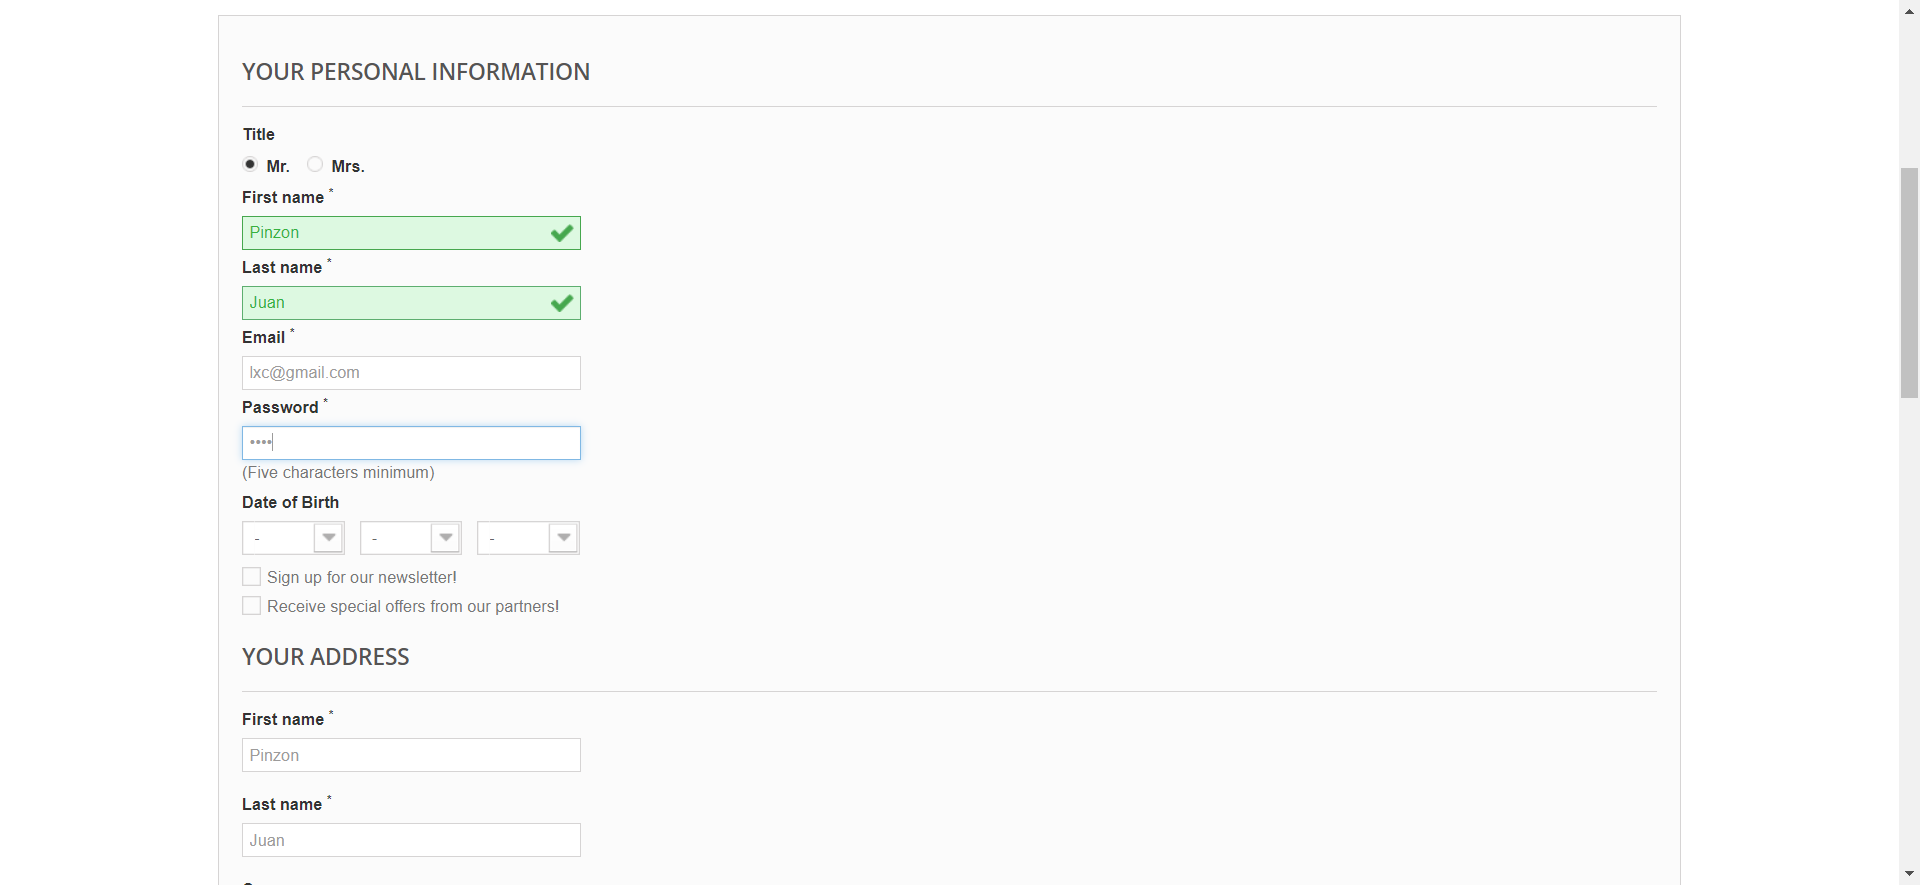 YOUR PERSONAL INFORMATION
Title
Mr. Mrs.
First name *
Pinzon
Last name *
Juan
Email *
lxc@gmail.com
Password *
••••
(Five characters minimum)
Date of Birth
- - -
Sign up for our newsletter!
Receive special offers from our partners!
YOUR ADDRESS
First name *
Pinzon
Last name *
Juan